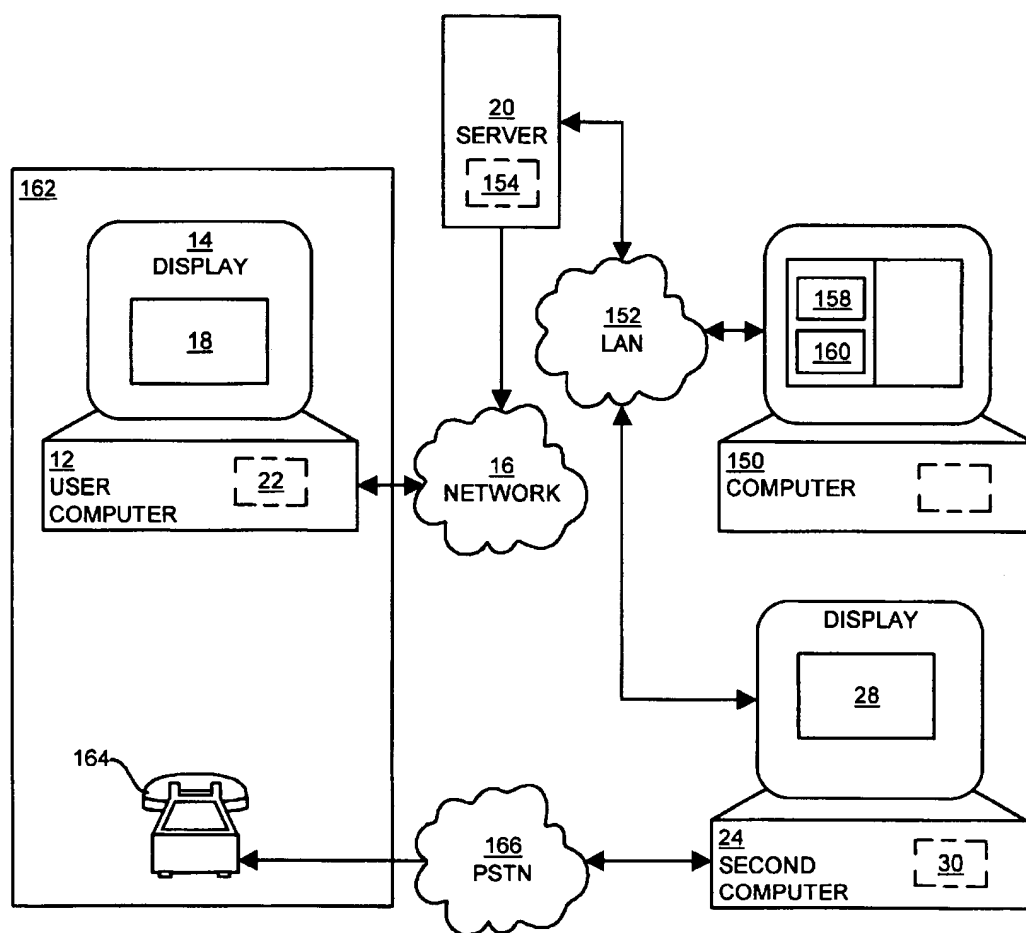 20
SERVER
154
162
14
DISPLAY
18
12
USER
COMPUTER
22
16
NETWORK
152
LAN
158
160
150
COMPUTER
DISPLAY
28
164
166
PSTN
24
SECOND
COMPUTER
30